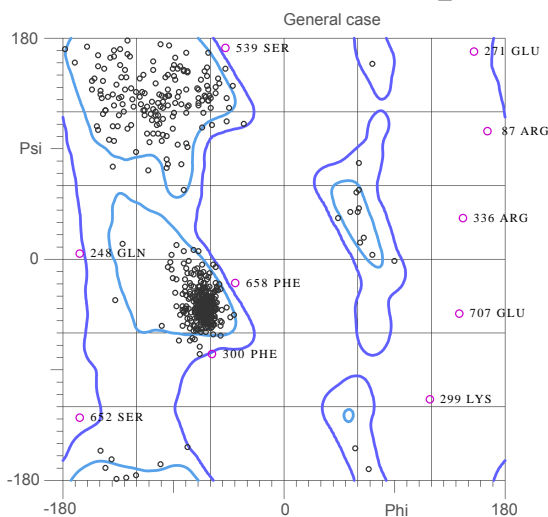 General case
180
539 SER
271 GLU
87 ARG
Psi
336 ARG
0
248 GLN
658 PHE
707 GLU
300 PHE
299 LYS
652 SER
-180
-180
0
Phi
180